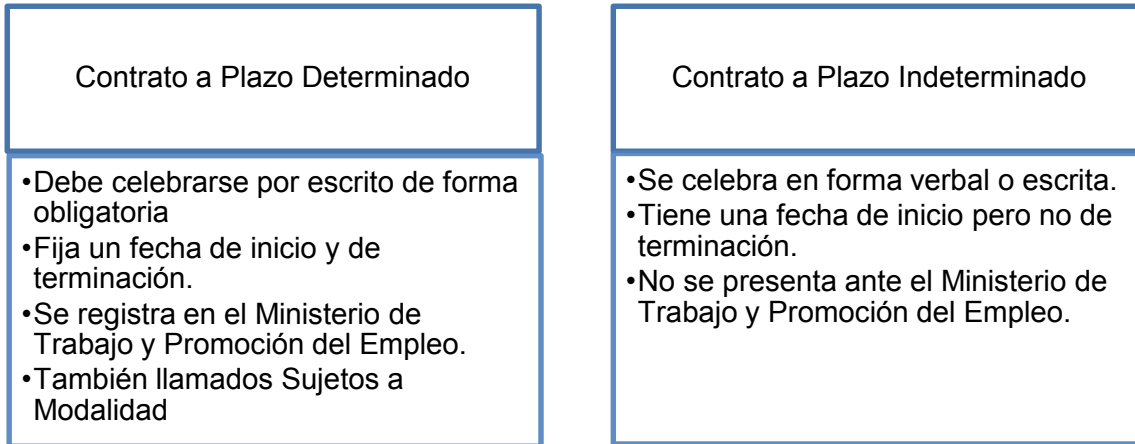 Contrato a Plazo Determinado
•Debe celebrarse por escrito de forma
obligatoria
•Fija un fecha de inicio y de
terminación.
•Se registra en el Ministerio de
Trabajo y Promoción del Empleo.
•También llamados Sujetos a
Modalidad
Contrato a Plazo Indeterminado
•Se celebra en forma verbal o escrita.
•Tiene una fecha de inicio pero no de
terminación.
•No se presenta ante el Ministerio de
Trabajo y Promoción del Empleo.